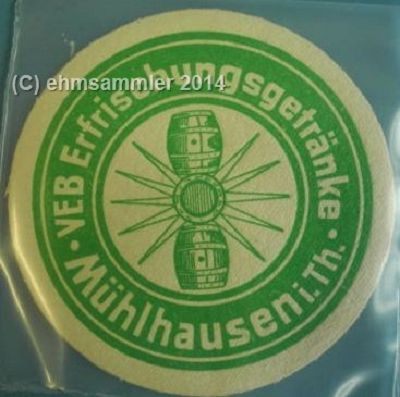 (C) ehmsammler 2014
· VEB Erfrischungsgetränke ·
Mühlhausen i. Th.